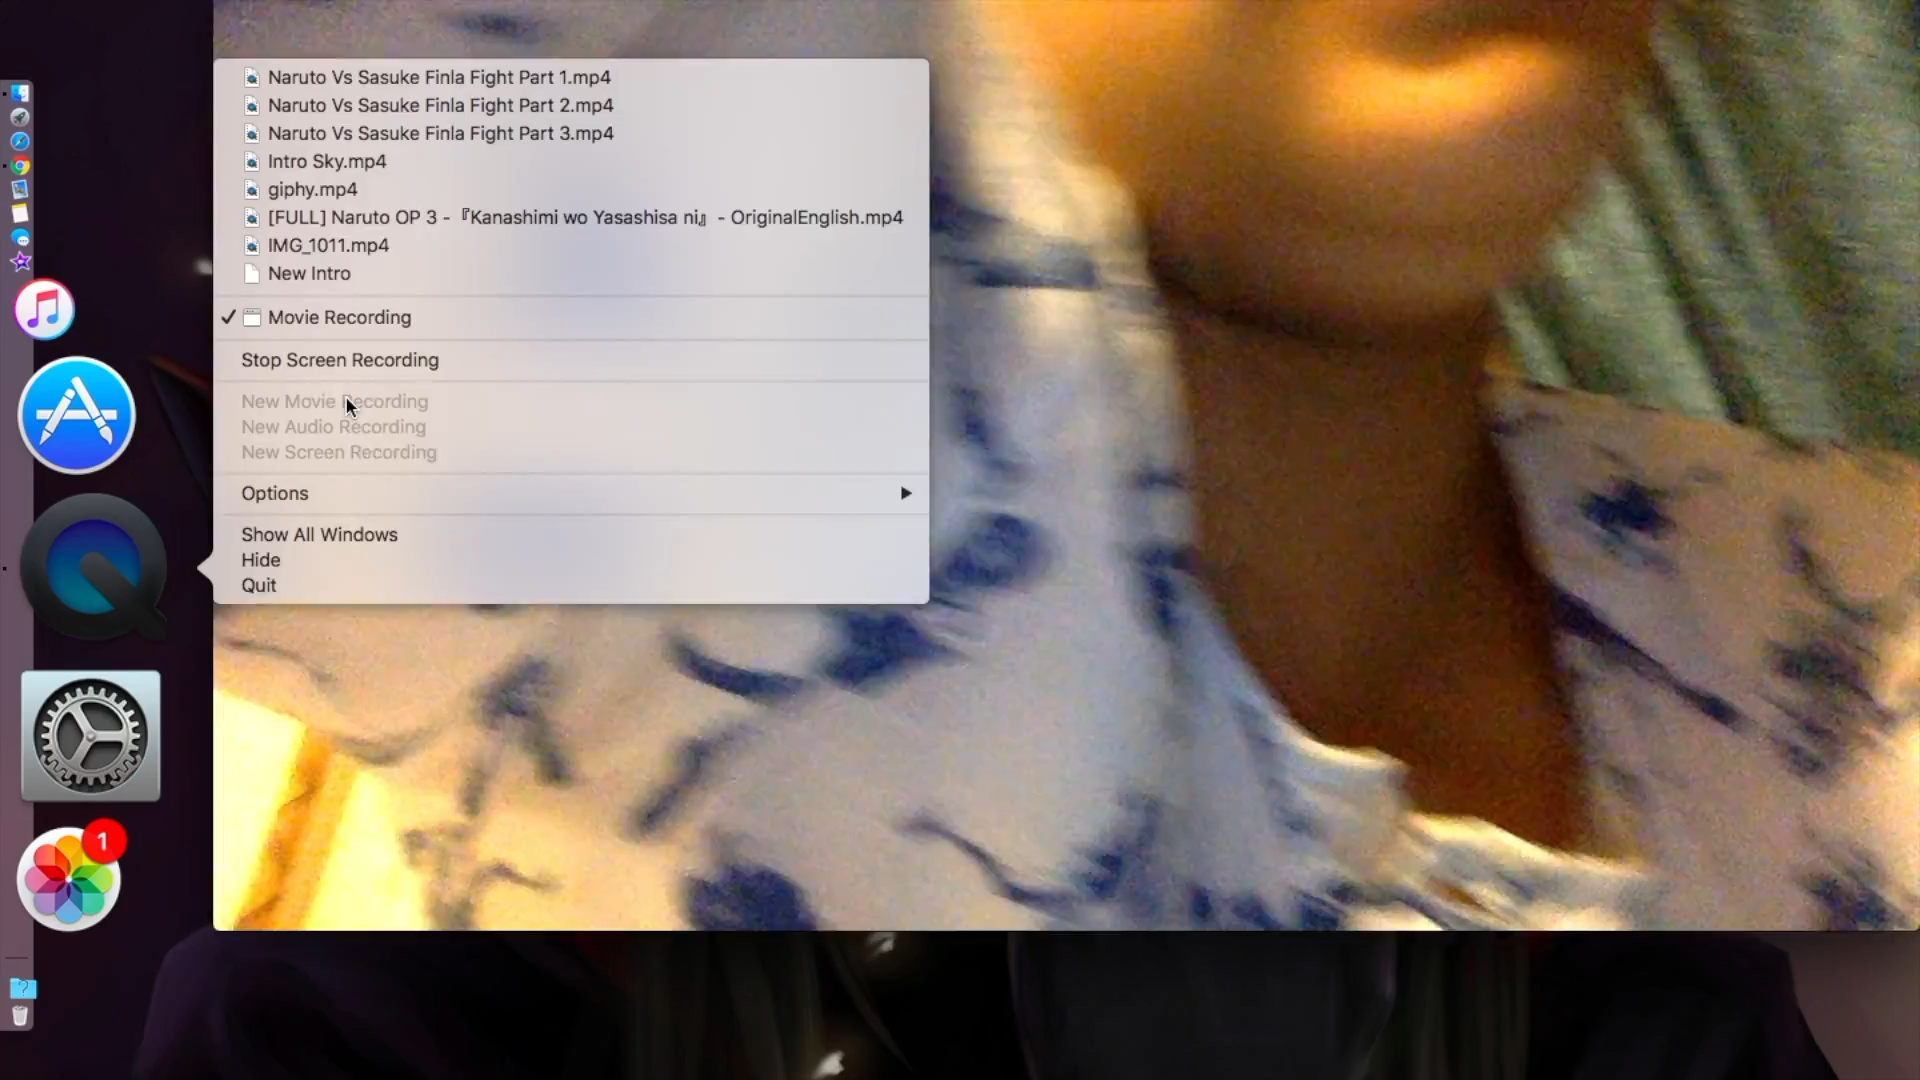 Naruto Vs Sasuke Finla Fight Part 1.mp4
Naruto Vs Sasuke Finla Fight Part 2.mp4
Naruto Vs Sasuke Finla Fight Part 3.mp4
Intro Sky.mp4
giphy.mp4
[FULL] Naruto OP 3 - 『Kanashimi wo Yasashisa ni』 - OriginalEnglish.mp4
IMG_1011.mp4
New Intro
Movie Recording
Stop Screen Recording
New Movie Recording
New Audio Recording
New Screen Recording
Options
Show All Windows
Hide
Quit
1